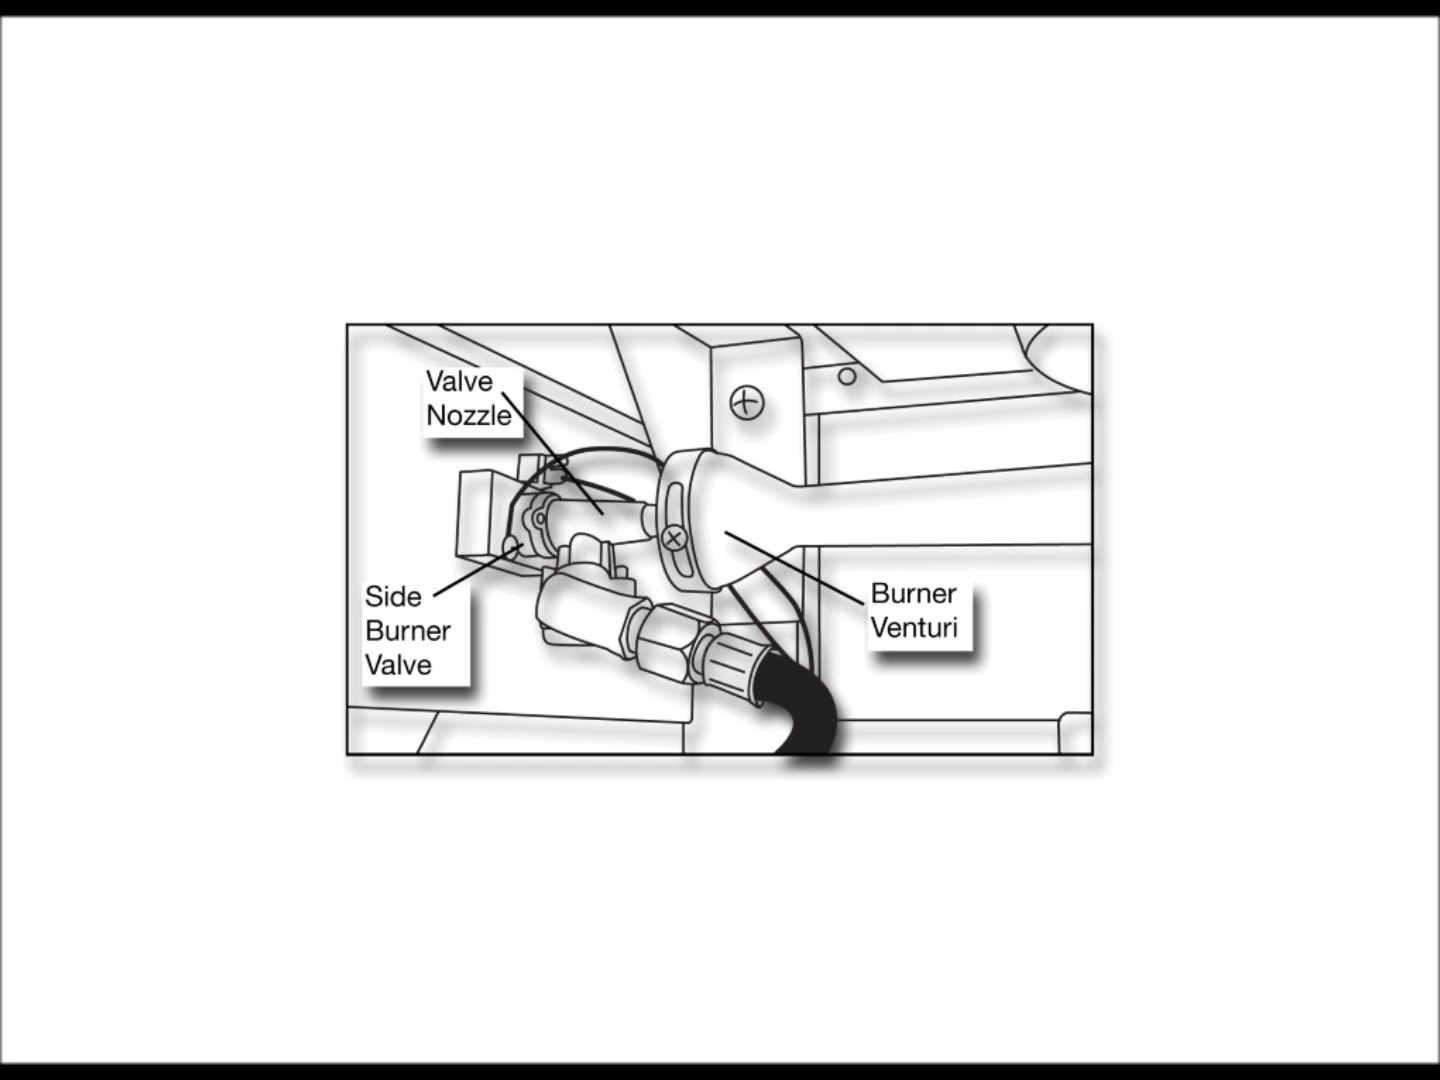 Valve
Nozzle
Side
Burner
Valve
Burner
Venturi